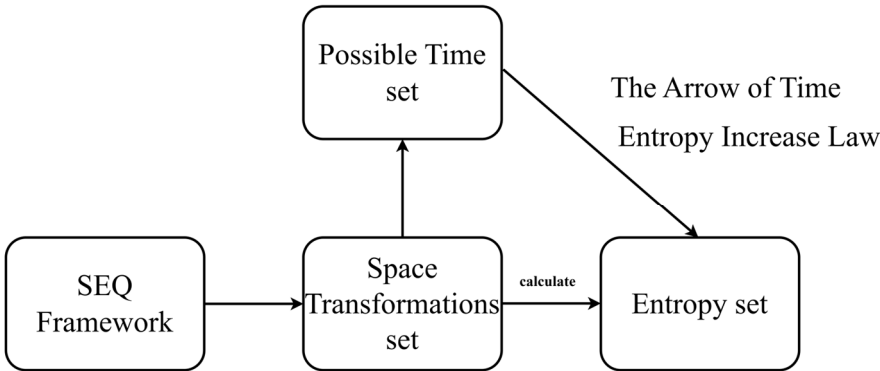 Possible Time
set
The Arrow of Time
Entropy Increase Law
SEQ
Framework
Space
Transformations
set
calculate
Entropy set